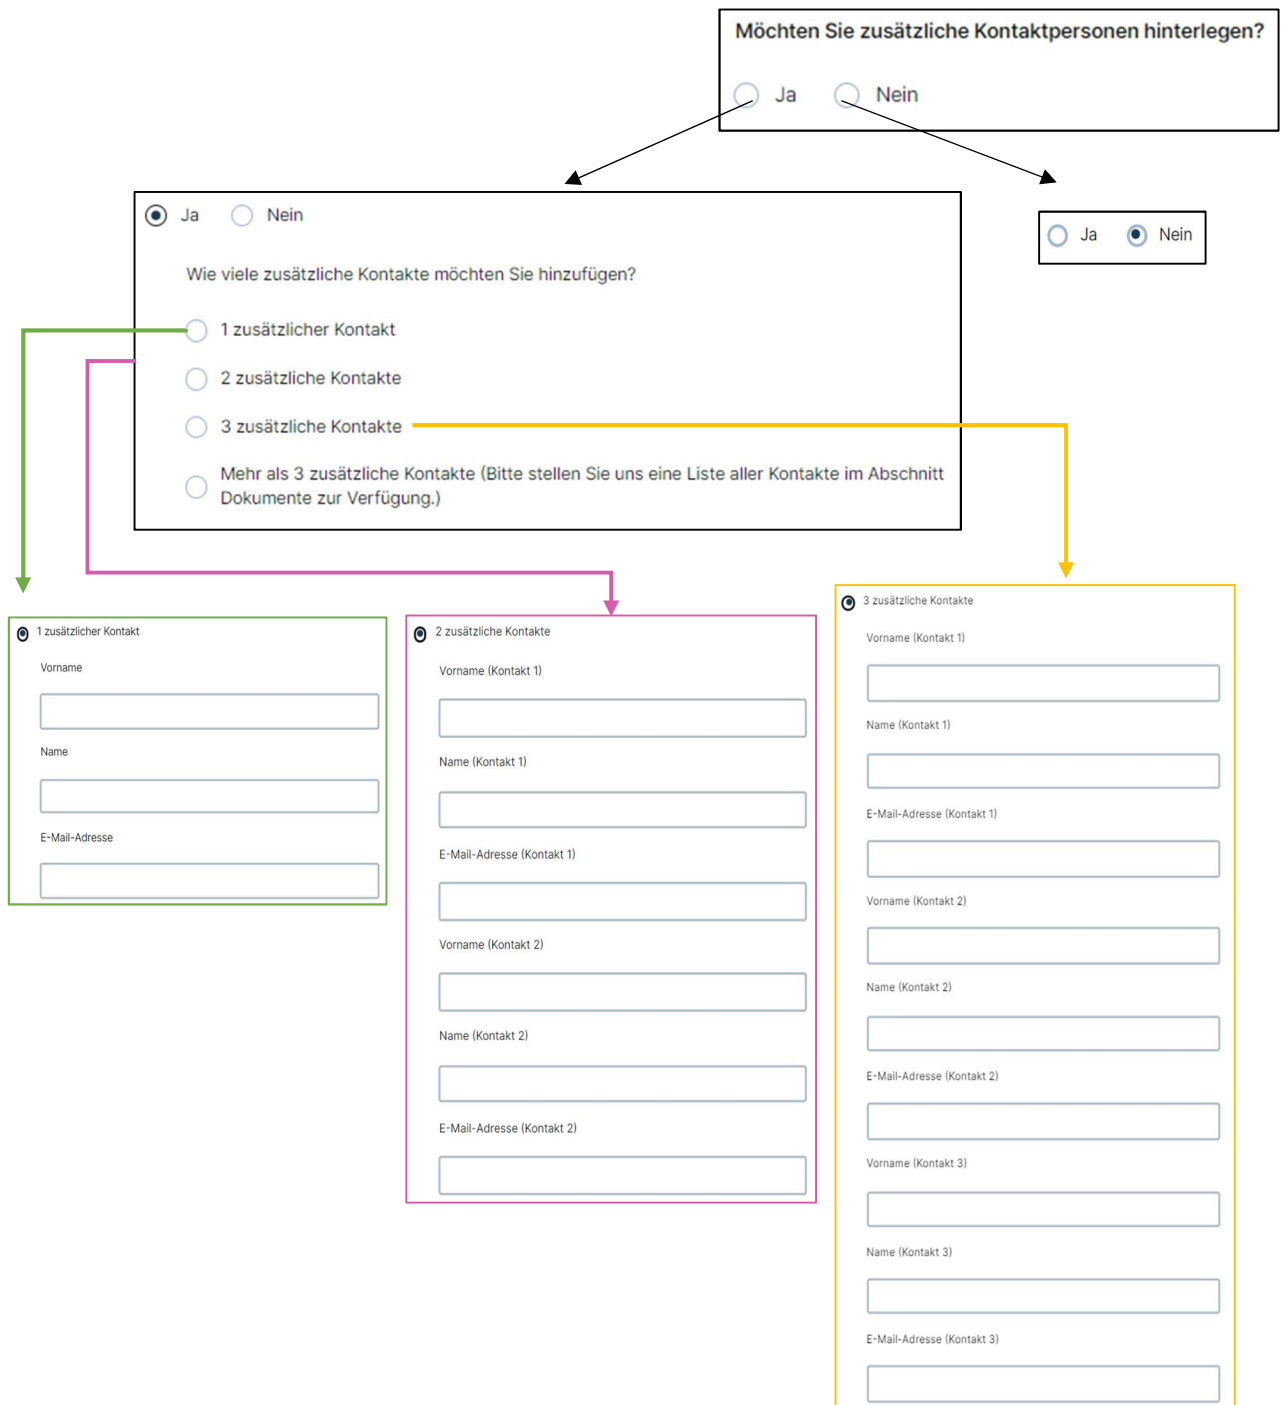 Möchten Sie zusätzliche Kontaktpersonen hinterlegen?
Ja Nein
Ja Nein
Wie viele zusätzliche Kontakte möchten Sie hinzufügen?
1 zusätzlicher Kontakt
2 zusätzliche Kontakte
3 zusätzliche Kontakte
Mehr als 3 zusätzliche Kontakte (Bitte stellen Sie uns eine Liste aller Kontakte im Abschnitt
Dokumente zur Verfügung.)
Ja Nein
1 zusätzlicher Kontakt
Vorname
Name
E-Mail-Adresse
2 zusätzliche Kontakte
Vorname (Kontakt 1)
Name (Kontakt 1)
E-Mail-Adresse (Kontakt 1)
Vorname (Kontakt 2)
Name (Kontakt 2)
E-Mail-Adresse (Kontakt 2)
3 zusätzliche Kontakte
Vorname (Kontakt 1)
Name (Kontakt 1)
E-Mail-Adresse (Kontakt 1)
Vorname (Kontakt 2)
Name (Kontakt 2)
E-Mail-Adresse (Kontakt 2)
Vorname (Kontakt 3)
Name (Kontakt 3)
E-Mail-Adresse (Kontakt 3)